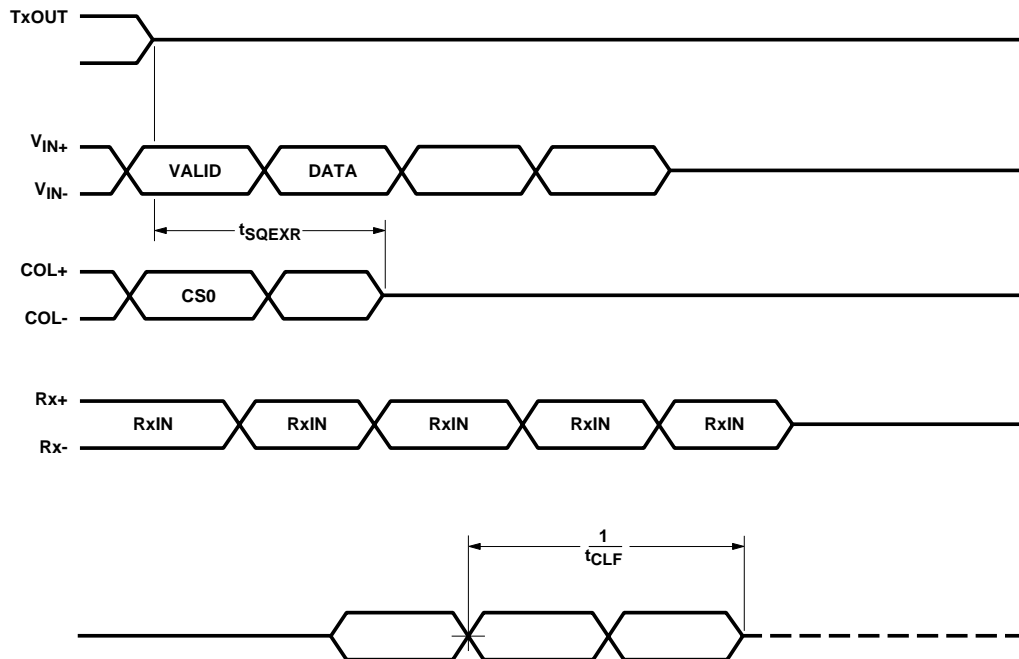 TxOUT
VIN+
VALID DATA
VIN-
tSQEXR
COL+
CS0
COL-
Rx+
RxIN RxIN RxIN RxIN RxIN
Rx-
1
tCLF